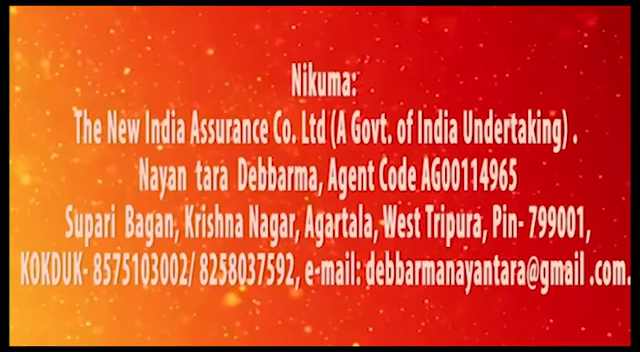 Nikuma:
The New India Assurance Co. Ltd (A Govt. of India Undertaking) .
Nayan tara Debbarma, Agent Code AG00114965
Supari Bagan, Krishna Nagar, Agartala, West Tripura, Pin- 799001,
KOKDUK- 8575103002/ 8258037592, e-mail: debbarmanayantara@gmail .com.